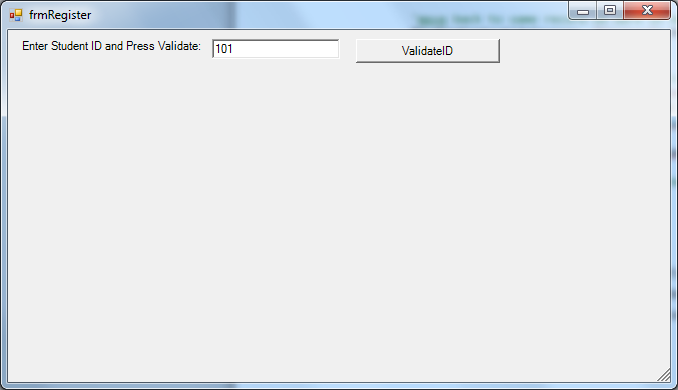 frmRegister
Enter Student ID and Press Validate: 101 ValidateID